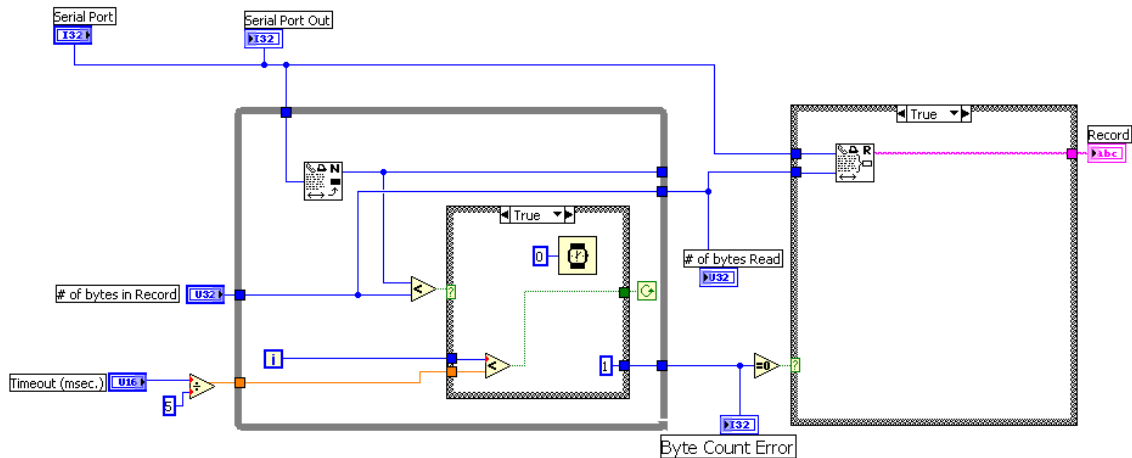 Serial Port
I32
Serial Port Out
I32
True
Record
abc
N
R
True
0
# of bytes Read
U32
# of bytes in Record
U32
<
?
i
<
1
=0
?
Timeout (msec.)
U16
÷
5
I32
Byte Count Error